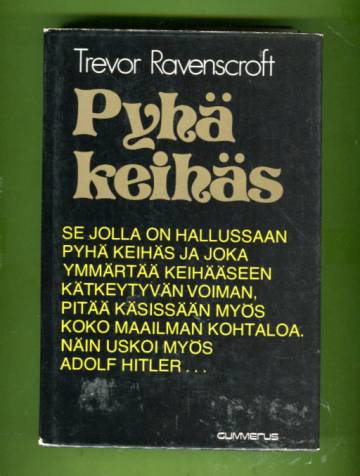 Trevor Ravenscroft
Pyhä
keihäs
SE JOLLA ON HALLUSSAAN
PYHÄ KEIHÄS JA JOKA
YMMÄRTÄÄ KEIHÄÄSEEN
KÄTKEYTYVÄN VOIMAN,
PITÄÄ KÄSISSÄÄN MYÖS
KOKO MAAILMAN KOHTALOA.
NÄIN USKOI MYÖS
ADOLF HITLER...
GUMMERUS